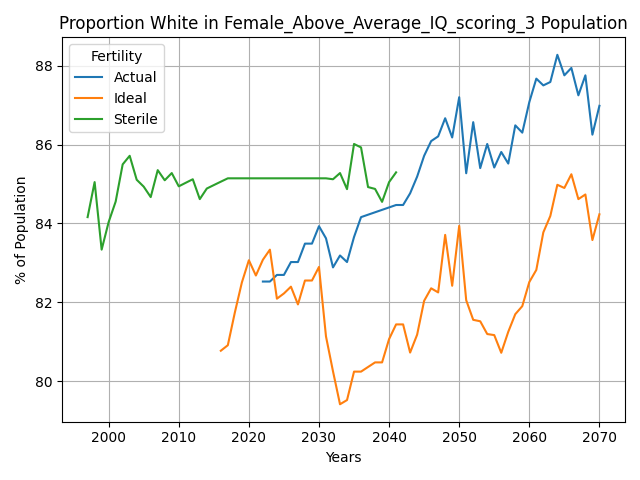 Proportion White in Female_Above_Average_IQ_scoring_3 Population
Fertility
Actual
Ideal
Sterile
% of Population
88
86
84
82
80
2000 2010 2020 2030 2040 2050 2060 2070
Years